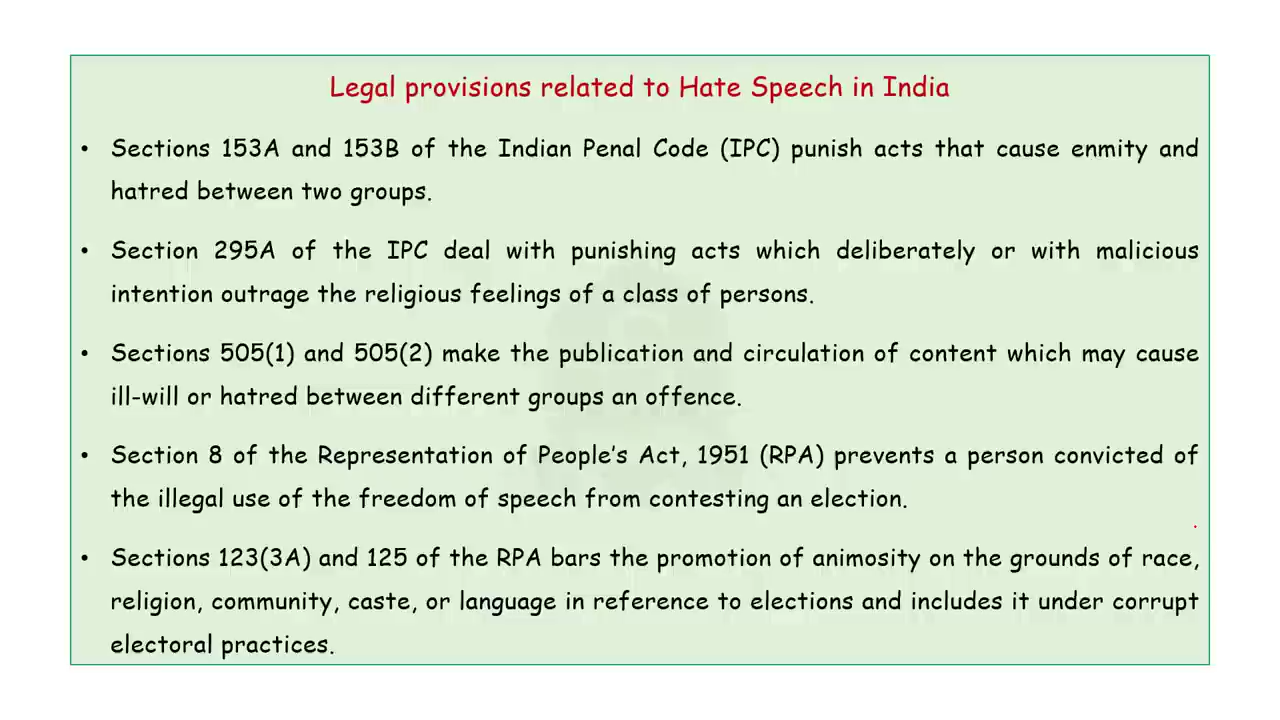 Legal provisions related to Hate Speech in India
• Sections 153A and 153B of the Indian Penal Code (IPC) punish acts that cause enmity and
hatred between two groups.
• Section 295A of the IPC deal with punishing acts which deliberately or with malicious
intention outrage the religious feelings of a class of persons.
• Sections 505(1) and 505(2) make the publication and circulation of content which may cause
ill-will or hatred between different groups an offence.
• Section 8 of the Representation of People's Act, 1951 (RPA) prevents a person convicted of
the illegal use of the freedom of speech from contesting an election.
• Sections 123(3A) and 125 of the RPA bars the promotion of animosity on the grounds of race,
religion, community, caste, or language in reference to elections and includes it under corrupt
electoral practices.